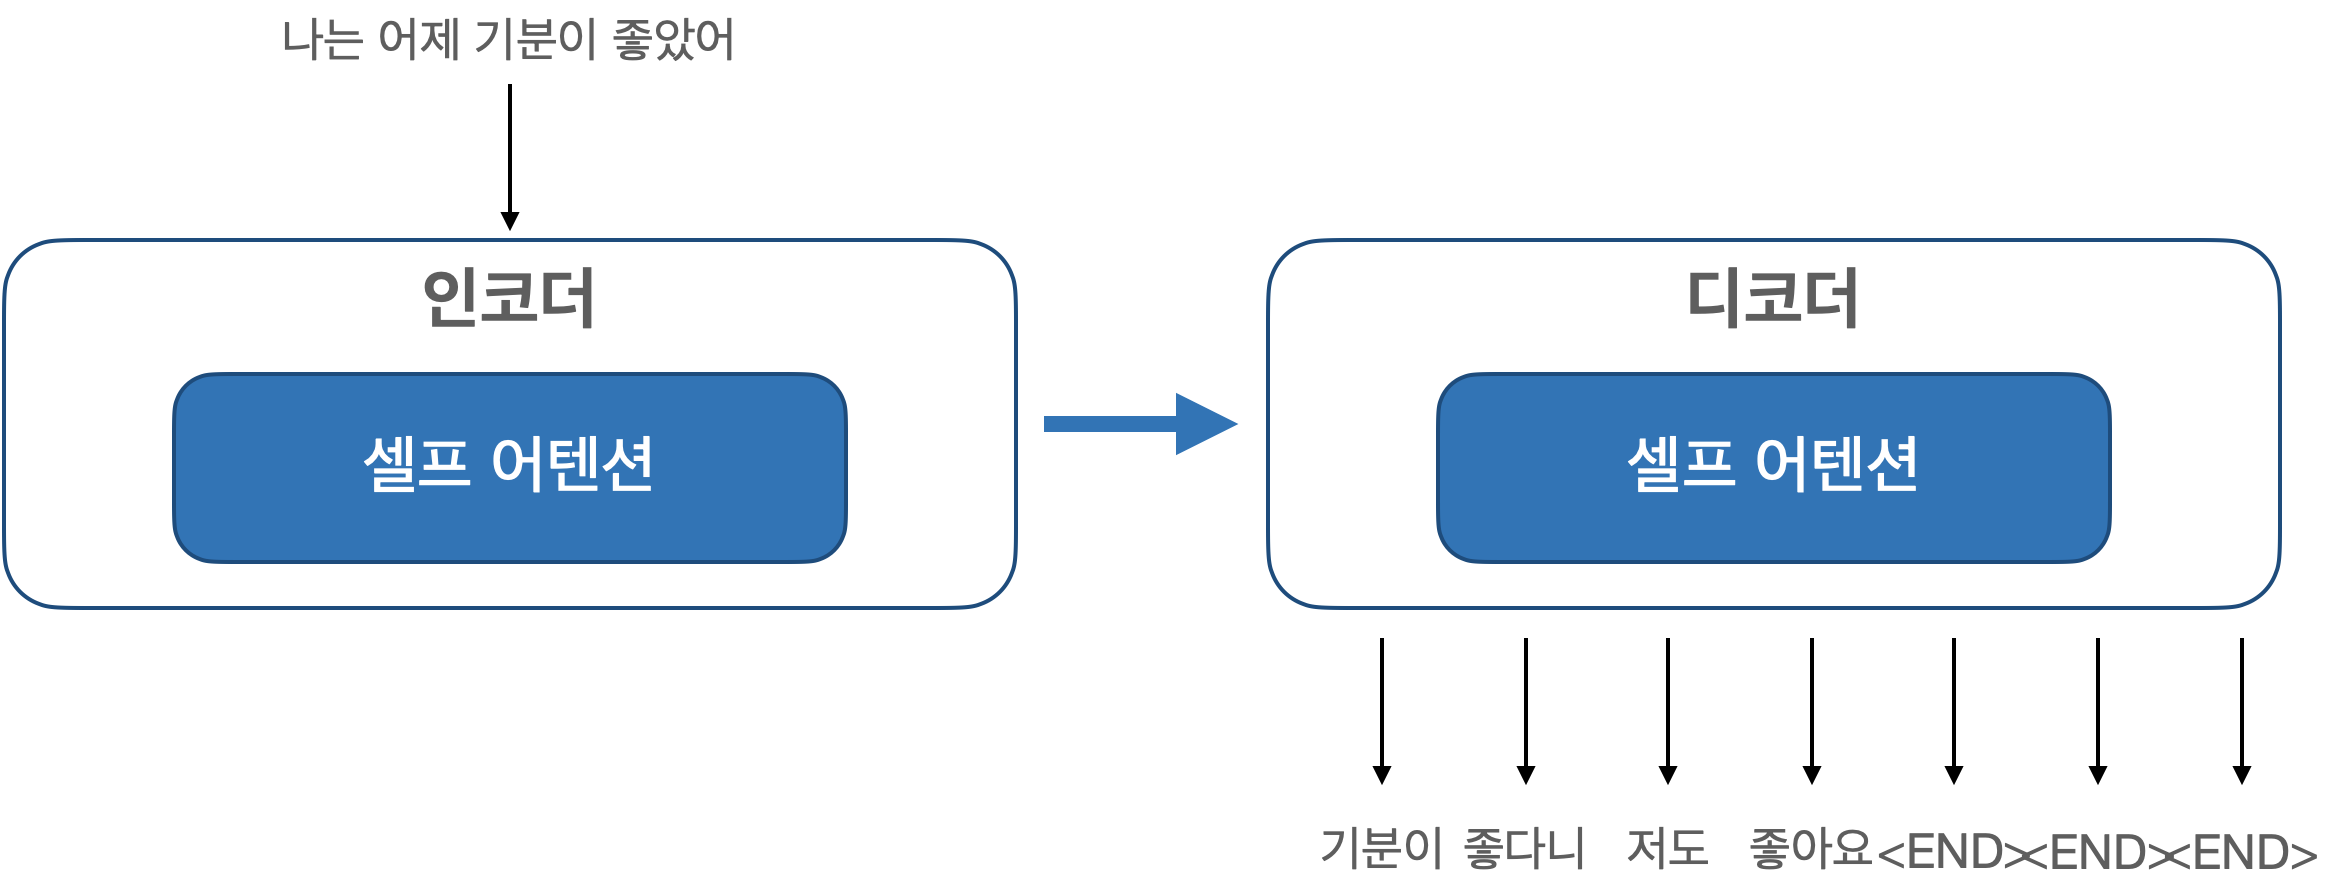 나는 어제 기분이 좋았어
인코더
셀프 어텐션
디코더
셀프 어텐션
기분이 좋다니 저도 좋아요 <END> <END> <END>